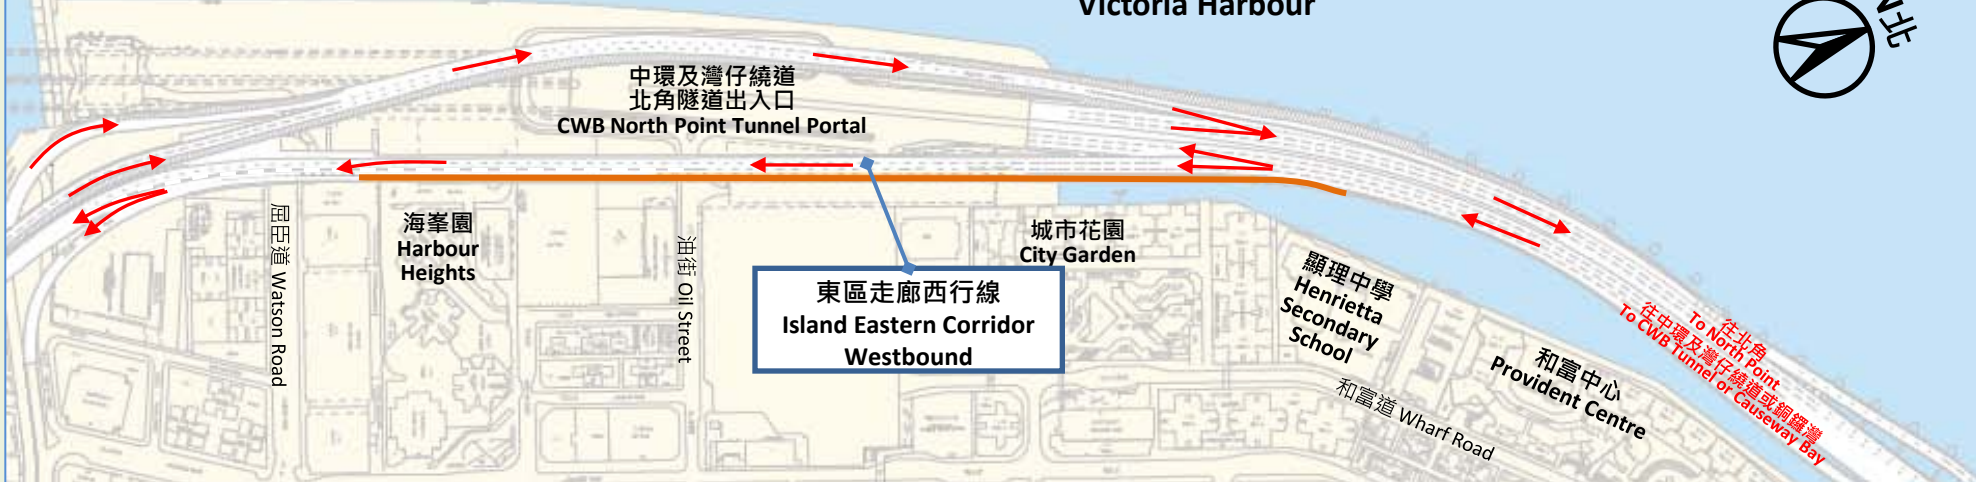 Victoria Harbour
N北
中環及灣仔繞道
北角隧道出入口
CWB North Point Tunnel Portal
屈臣道 Watson Road
海峯園
Harbour
Heights
油街 Oil Street
東區走廊西行線
Island Eastern Corridor
Westbound
城市花園
City Garden
顯理中學
Henrietta
Secondary
School
和富道 Wharf Road
和富中心
Provident Centre
往北角
To North Point
往中環及灣仔繞道或銅鑼灣
To CWB Tunnel or Causeway Bay